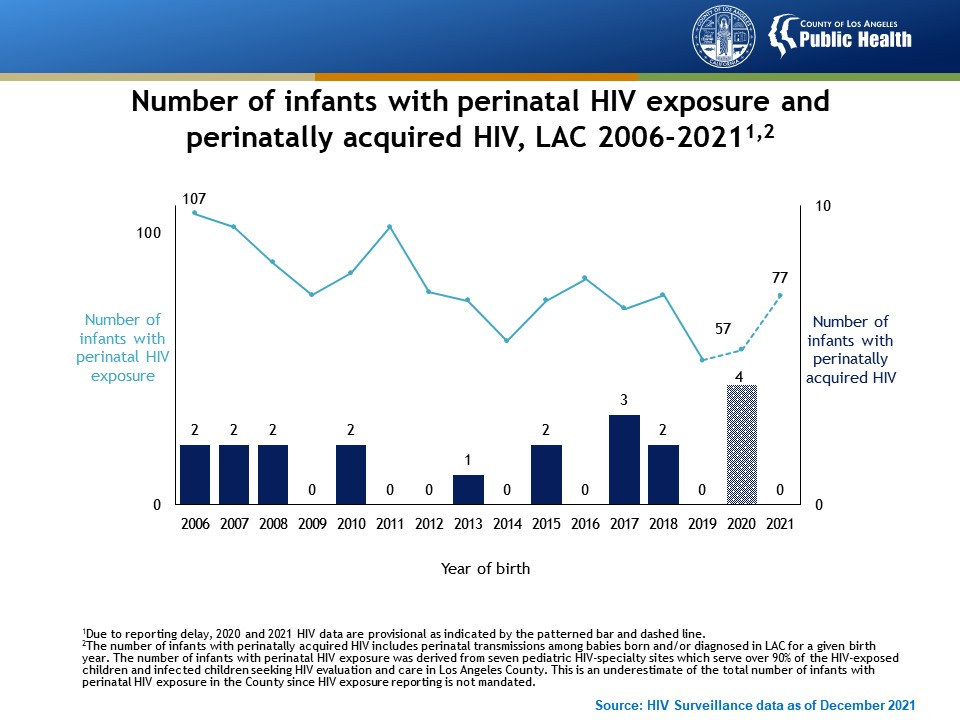 COUNTY OF LOS ANGELES
Public Health
Number of infants with perinatal HIV exposure and
perinatally acquired HIV, LAC 2006-2021¹,²
107
100
10
77
57
Number of
infants with
perinatal HIV
exposure
Number of
infants with
perinatally
acquired HIV
4
3
2 2 2 2 2 2
1
0 0 0 0 0 0 0 0
0 0
2006 2007 2008 2009 2010 2011 2012 2013 2014 2015 2016 2017 2018 2019 2020 2021
Year of birth
¹Due to reporting delay, 2020 and 2021 HIV data are provisional as indicated by the patterned bar and dashed line.
²The number of infants with perinatally acquired HIV includes perinatal transmissions among babies born and/or diagnosed in LAC for a given birth
year. The number of infants with perinatal HIV exposure was derived from seven pediatric HIV-specialty sites which serve over 90% of the HIV-exposed
children and infected children seeking HIV evaluation and care in Los Angeles County. This is an underestimate of the total number of infants with
perinatal HIV exposure in the County since HIV exposure reporting is not mandated.
Source: HIV Surveillance data as of December 2021